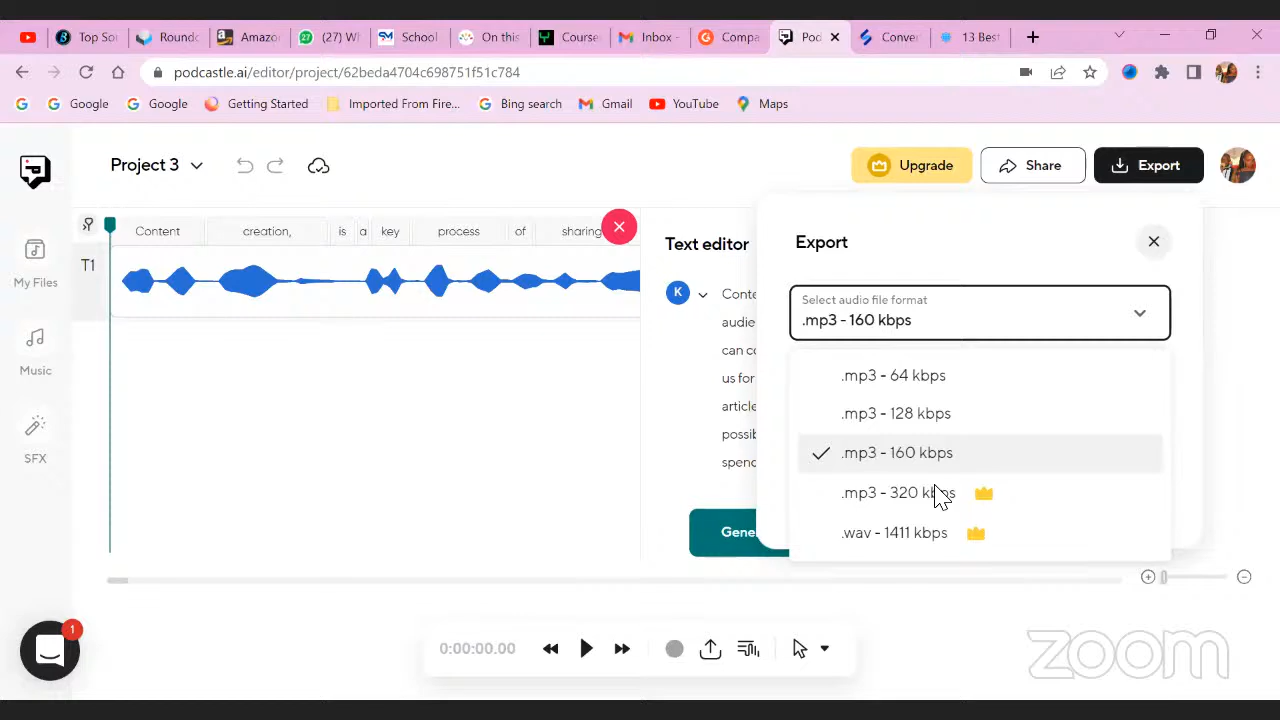 Top So
Roundc
Amazo
(27) W
School
On this
Course
Inbox -
Compa
Pod
Conver
13 Best
podcastle.ai/editor/project/62beda4704c698751f51c784
Google
Google
Getting Started
Imported From Fire...
Bing search
Gmail
YouTube
Maps
Project 3
Upgrade
Share
Export
Content
creation,
is
a
key
process
of
sharing
T1
My Files
Music
SFX
Text editor
K
Conte
audie
can co
us for
article
possib
spenc
Gene
Export
Select audio file format
.mp3 - 160 kbps
.mp3 - 64 kbps
.mp3 - 128 kbps
.mp3 - 160 kbps
.mp3 - 320 kbps
.wav - 1411 kbps
0:00:00.00
1
zoom